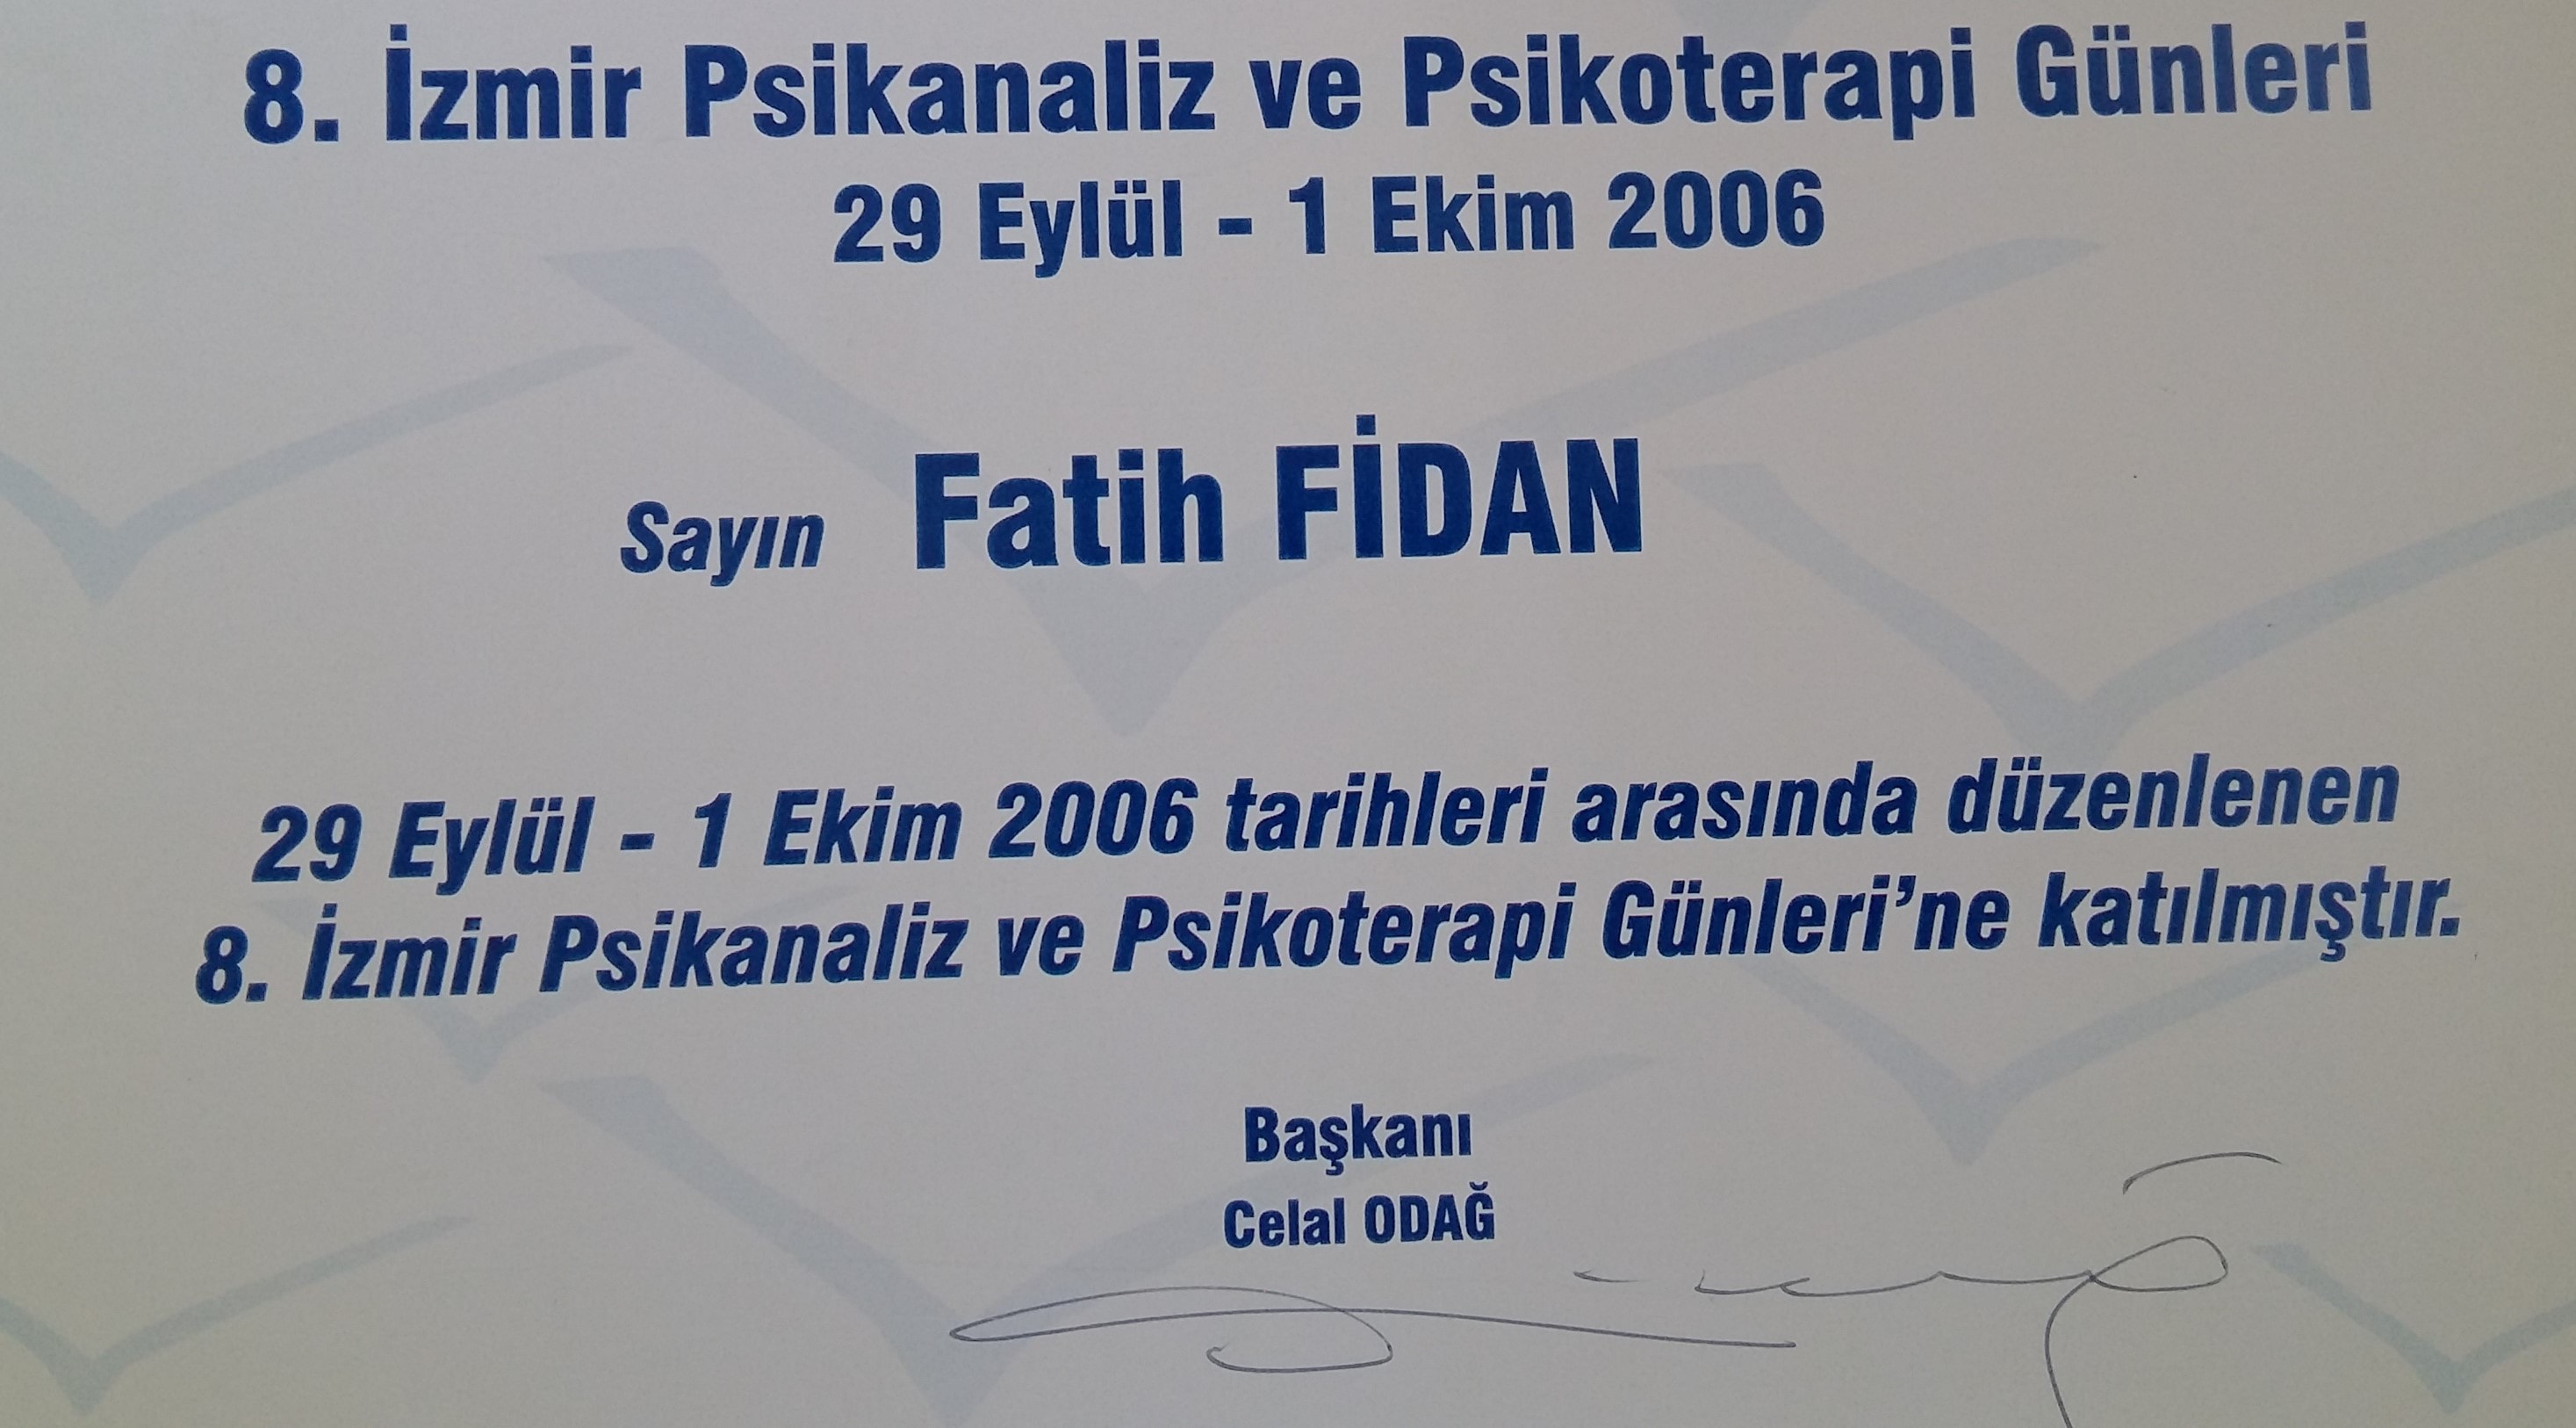 8. İzmir Psikanaliz ve Psikoterapi Günleri
29 Eylül - 1 Ekim 2006
Sayın Fatih FİDAN
29 Eylül - 1 Ekim 2006 tarihleri arasında düzenlenen
8. İzmir Psikanaliz ve Psikoterapi Günleri’ne katılmıştır.
Başkanı
Celal ODAĞ